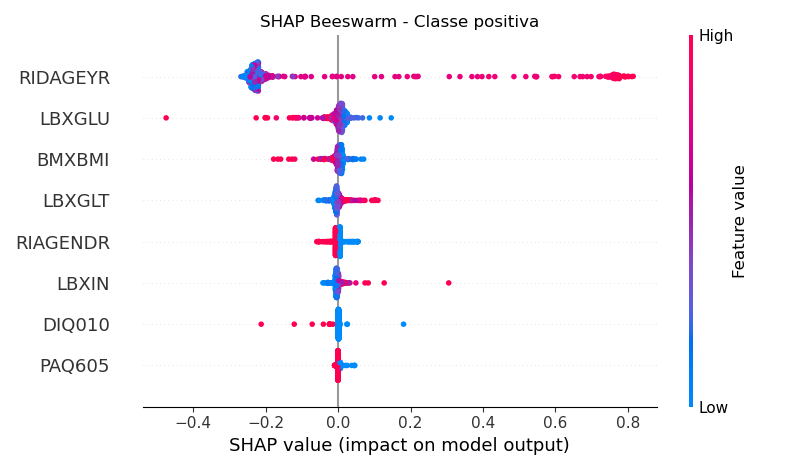 SHAP Beeswarm - Classe positiva
High
RIDAGEYR
LBXGLU
BMXBMI
LBXGLT
RIAGENDR
LBXIN
DIQ010
PAQ605
Feature value
Low
−0.4 −0.2 0.0 0.2 0.4 0.6 0.8
SHAP value (impact on model output)